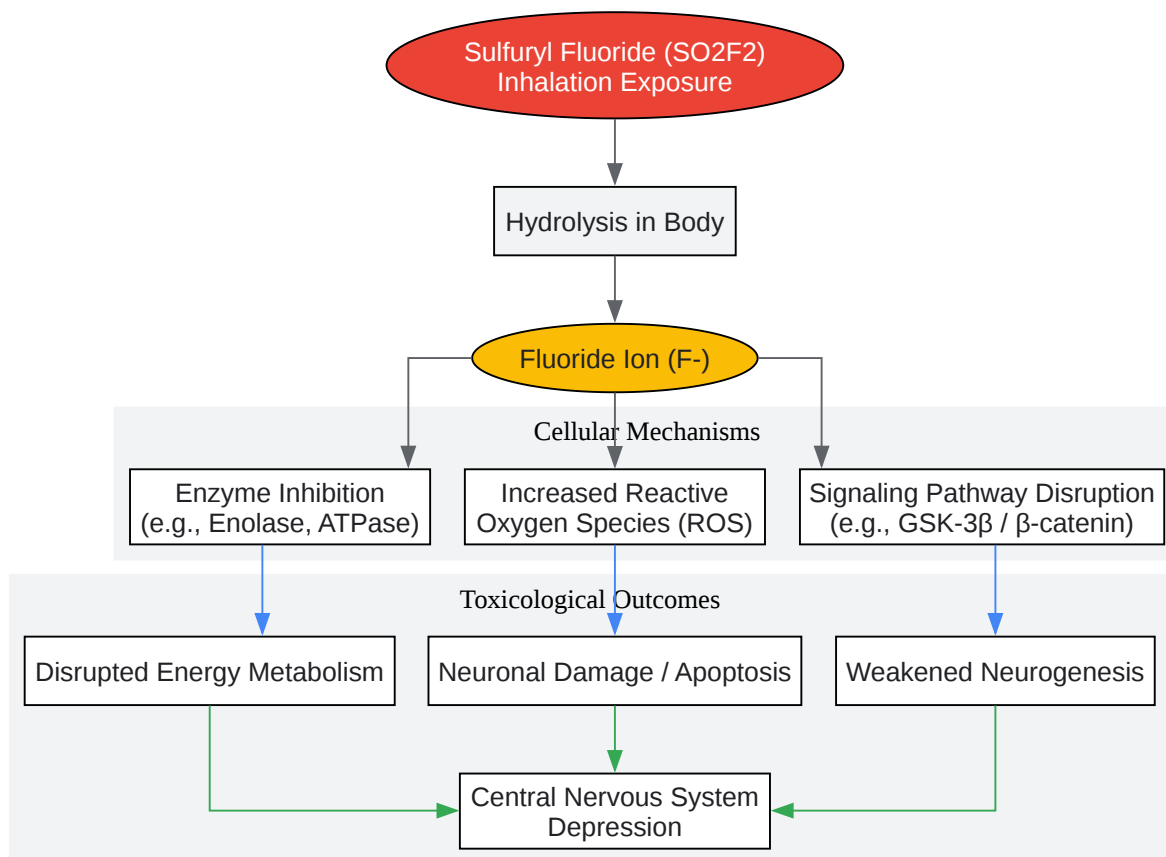 Sulfuryl Fluoride (SO2F2)
Inhalation Exposure
Hydrolysis in Body
Fluoride Ion (F-)
Cellular Mechanisms
Enzyme Inhibition
(e.g., Enolase, ATPase)
Increased Reactive
Oxygen Species (ROS)
Signaling Pathway Disruption
(e.g., GSK-3β / β-catenin)
Toxicological Outcomes
Disrupted Energy Metabolism
Neuronal Damage / Apoptosis
Weakened Neurogenesis
Central Nervous System
Depression